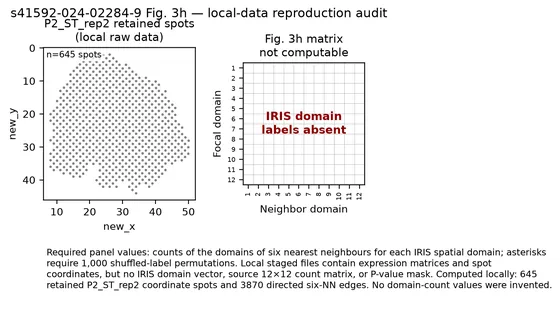 s41592-024-02284-9 Fig. 3h — local-data reproduction audit
P2_ST_rep2 retained spots
(local raw data)
n=645 spots
0
10
20
30
40
new_y
10 20 30 40 50
new_x
Fig. 3h matrix
not computable
IRIS domain
labels absent
1
2
3
4
5
6
7
8
9
10
11
12
Focal domain
1 2 3 4 5 6 7 8 9 10 11 12
Neighbor domain
Required panel values: counts of the domains of six nearest neighbours for each IRIS spatial domain; asterisks
require 1,000 shuffled-label permutations. Local staged files contain expression matrices and spot
coordinates, but no IRIS domain vector, source 12×12 count matrix, or P-value mask. Computed locally: 645
retained P2_ST_rep2 coordinate spots and 3870 directed six-NN edges. No domain-count values were invented.